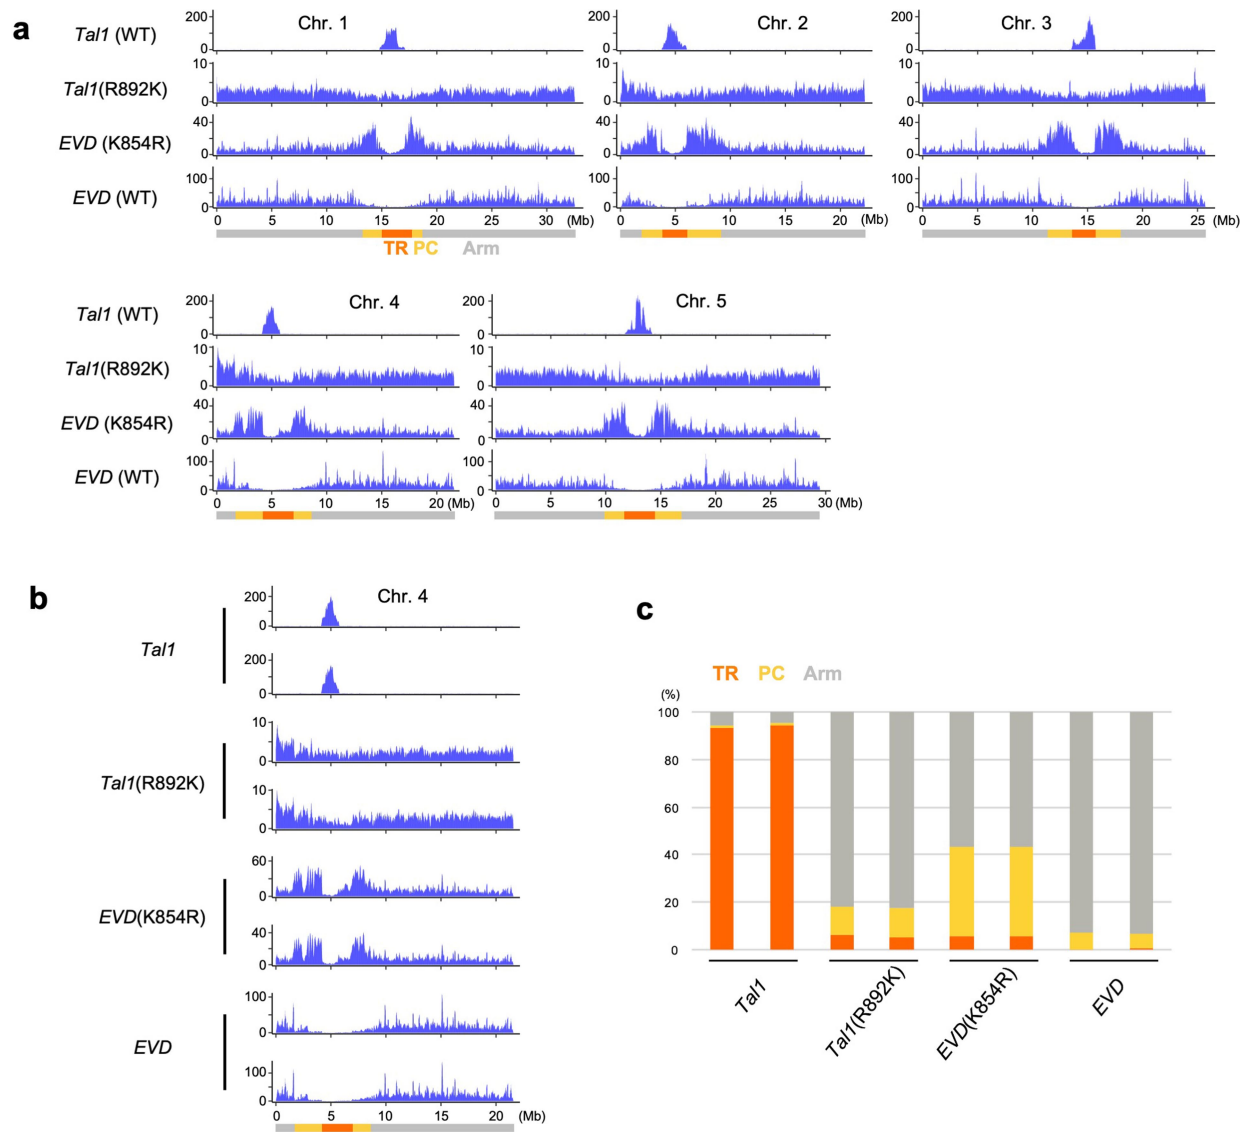 a
Chr. 1 Chr. 2 Chr. 3
Tal1 (WT) 200 0 200 0 200 0
Tal1(R892K) 10 0 10 0 10 0
EVD (K854R) 40 0 40 0 40 0
EVD (WT) 100 0 100 0 100 0
0 5 10 15 20 25 30 (Mb) 0 5 10 15 20 (Mb) 0 5 10 15 20 25 (Mb)
TR PC Arm
Chr. 4 Chr. 5
Tal1 (WT) 200 0 200 0
Tal1(R892K) 10 0 10 0
EVD (K854R) 40 0 40 0
EVD (WT) 100 0 100 0
0 5 10 15 20 (Mb) 0 5 10 15 20 25 30 (Mb)
b
Chr. 4
Tal1
200 0
200 0
Tal1(R892K)
10 0
10 0
EVD(K854R)
60 0
40 0
EVD
100 0
100 0
0 5 10 15 20 (Mb)
c
TR PC Arm
(%)
100
80
60
40
20
0
Tal1 Tal1(R892K) EVD(K854R) EVD